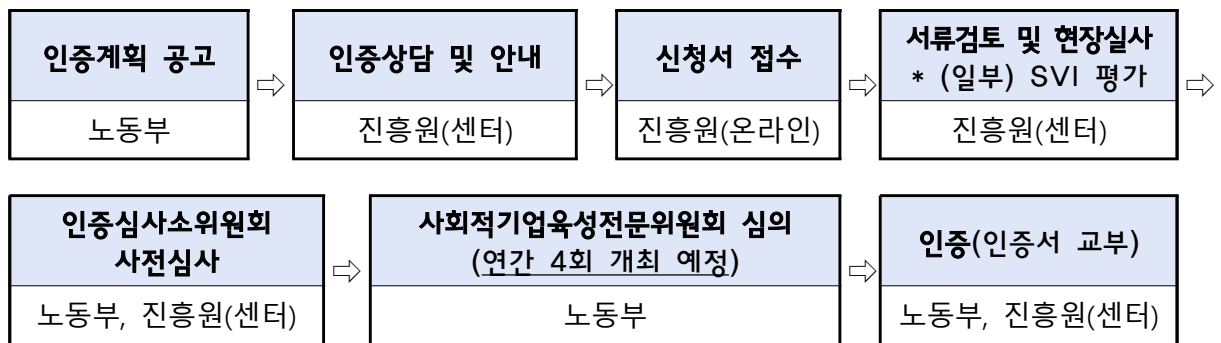 인증계획 공고
노동부
⇨
인증상담 및 안내
진흥원(센터)
⇨
신청서 접수
진흥원(온라인)
⇨
서류검토 및 현장실사
* (일부) SVI 평가
진흥원(센터)
⇨
인증심사소위원회
사전심사
노동부, 진흥원(센터)
⇨
사회적기업육성전문위원회 심의
(연간 4회 개최 예정)
노동부
⇨
인증(인증서 교부)
노동부, 진흥원(센터)